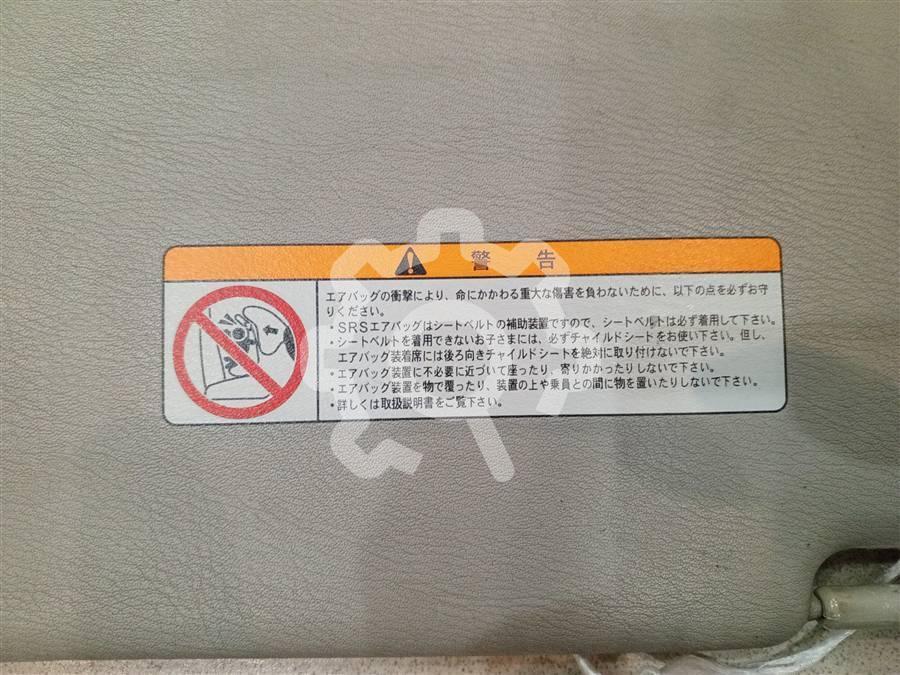 警 告
エアバッグの衝撃により、命にかかわる重大な傷害を負わないために、以下の点を必ずお守
りください。
・SRSエアバッグはシートベルトの補助装置ですので、シートベルトは必ず着用して下さい。
・シートベルトを着用できないお子さまには、必ずチャイルドシートをお使い下さい。但し、
エアバッグ装着席には後ろ向きチャイルドシートを絶対に取り付けないで下さい。
・エアバッグ装置に不必要に近づいて座ったり、寄りかかったりしないで下さい。
・エアバッグ装置を物で覆ったり、装置の上や乗員との間に物を置いたりしないで下さい。
・詳しくは取扱説明書をご覧下さい。